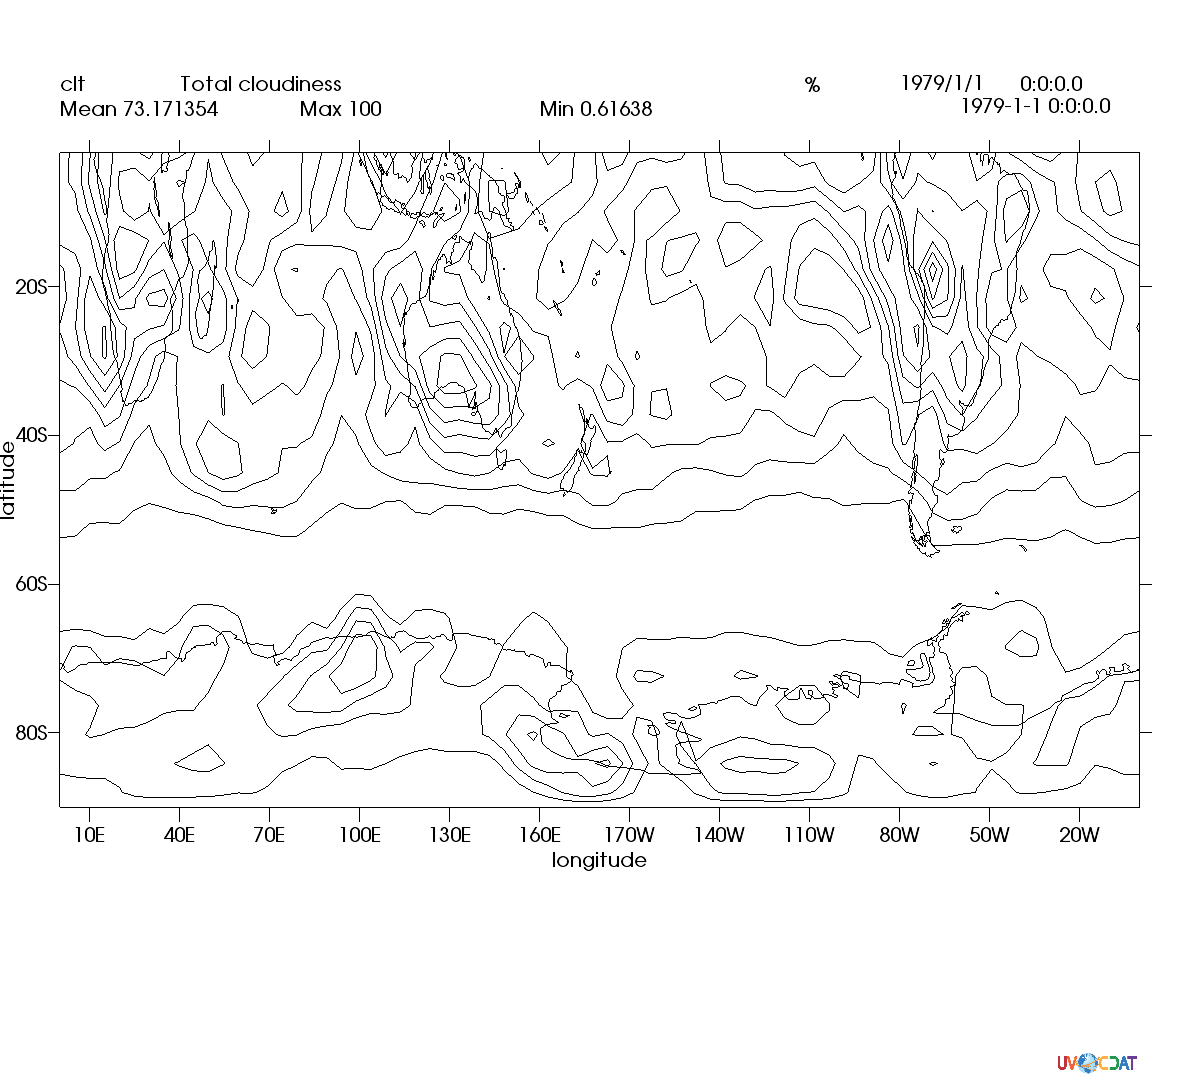 clt Total cloudiness % 1979/1/1 0:0:0.0
Mean 73.171354 Max 100 Min 0.61638 1979-1-1 0:0:0.0
20S
40S
latitude
60S
80S
10E 40E 70E 100E 130E 160E 170W 140W 110W 80W 50W 20W
longitude
UVCDAT